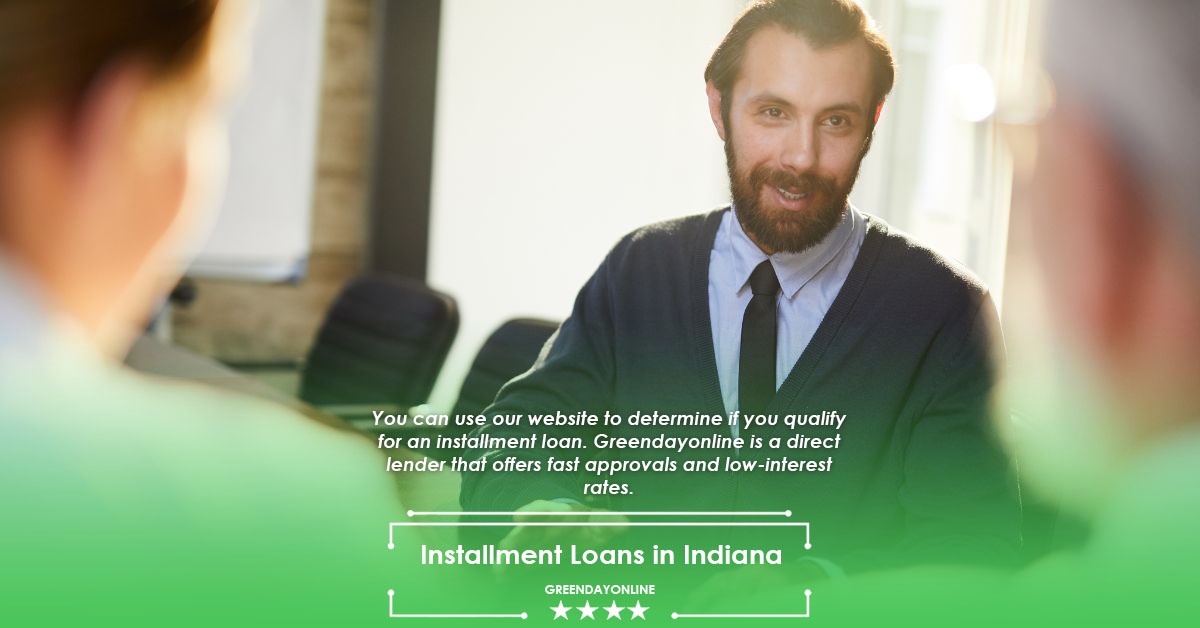 You can use our website to determine if you qualify
for an installment loan. Greendayonline is a direct
lender that offers fast approvals and low-interest
rates.
Installment Loans in Indiana
GREENDAYONLINE